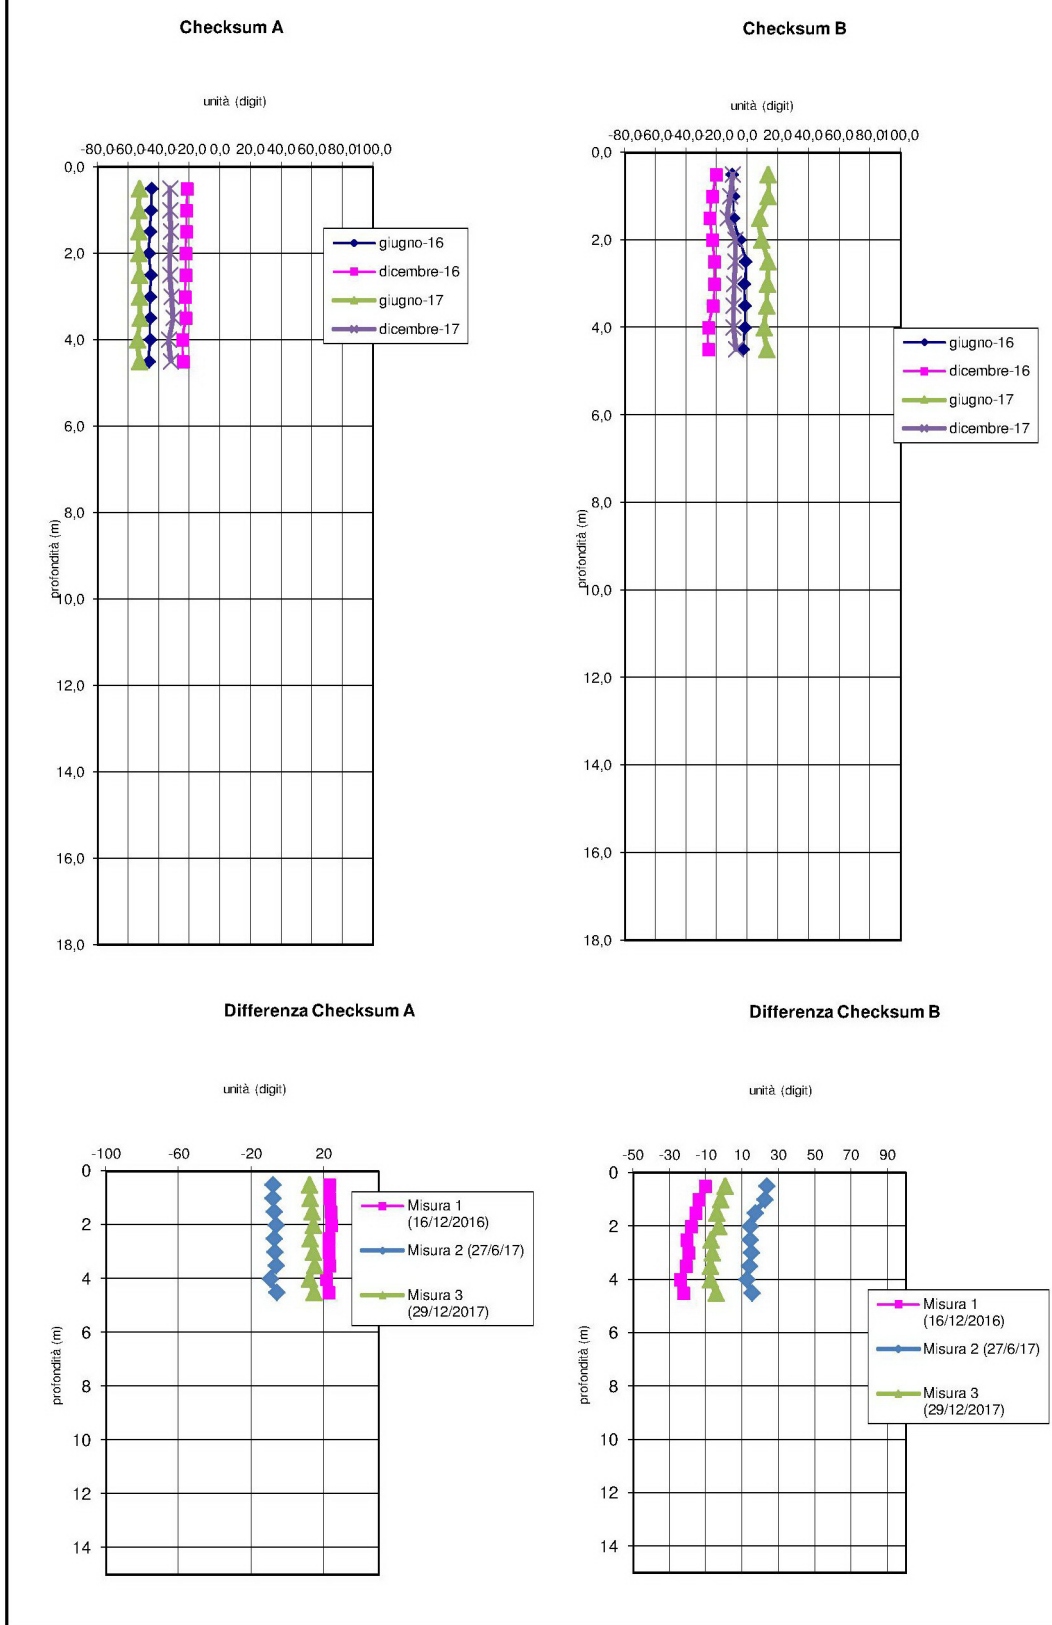 Checksum A
unità (digit)
-80,0-60,0-40,0-20,0 0,0 20,0 40,0 60,0 80,0100,0
0,0
2,0
4,0
6,0
8,0
10,0
12,0
14,0
16,0
18,0
profondità (m)
giugno-16
dicembre-16
giugno-17
dicembre-17
Checksum B
unità (digit)
-80,0-60,0-40,0-20,0 0,0 20,0 40,0 60,0 80,0100,0
0,0
2,0
4,0
6,0
8,0
10,0
12,0
14,0
16,0
18,0
profondità (m)
giugno-16
dicembre-16
giugno-17
dicembre-17
Differenza Checksum A
unità (digit)
-100 -60 -20 20
0
2
4
6
8
10
12
14
profondità (m)
Misura 1
(16/12/2016)
Misura 2 (27/6/17)
Misura 3
(29/12/2017)
Differenza Checksum B
unità (digit)
-50 -30 -10 10 30 50 70 90
0
2
4
6
8
10
12
14
profondità (m)
Misura 1
(16/12/2016)
Misura 2 (27/6/17)
Misura 3
(29/12/2017)